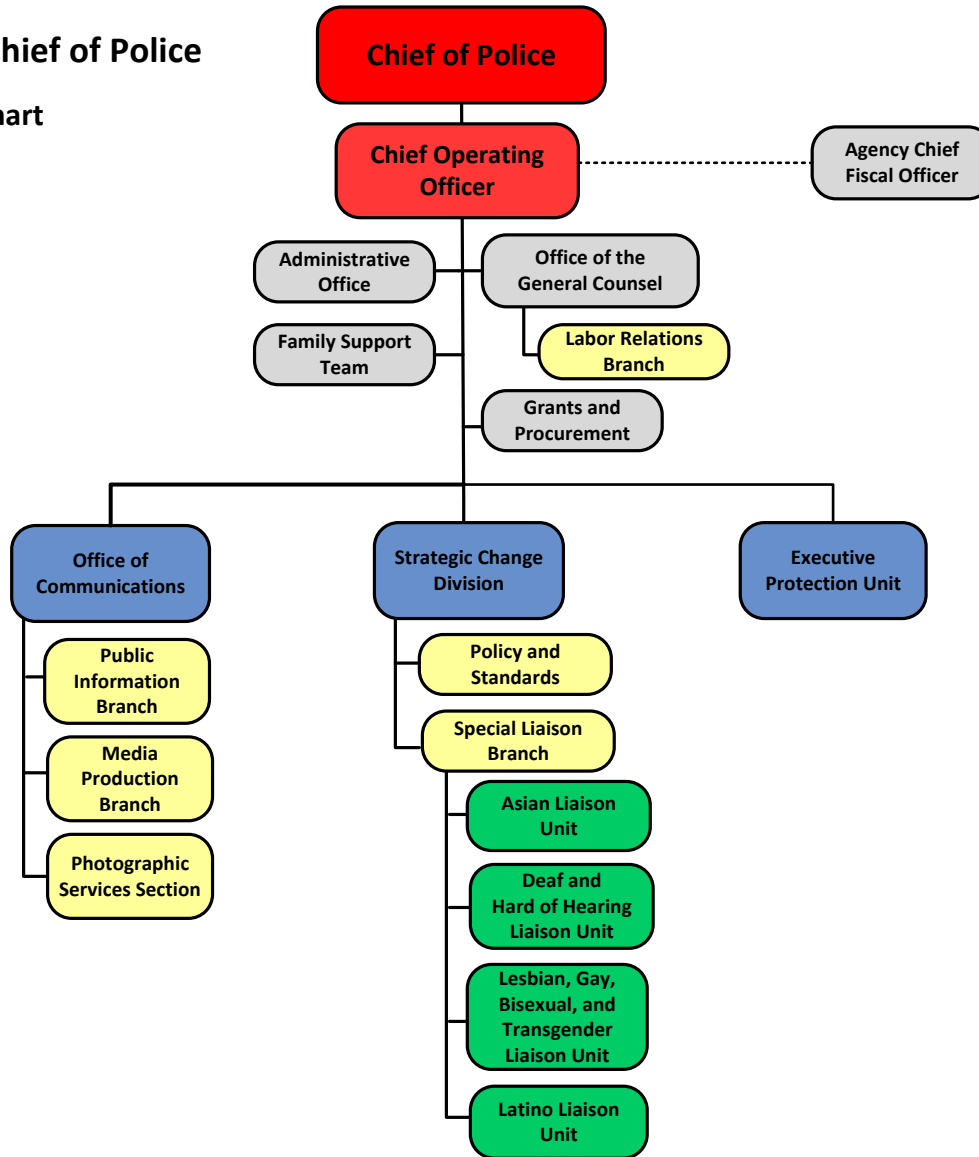 hief of Police
art
Chief of Police
Chief Operating
Officer
Agency Chief
Fiscal Officer
Administrative
Office
Office of the
General Counsel
Family Support
Team
Labor Relations
Branch
Grants and
Procurement
Office of
Communications
Strategic Change
Division
Executive
Protection Unit
Public
Information
Branch
Media
Production
Branch
Photographic
Services Section
Policy and
Standards
Special Liaison
Branch
Asian Liaison
Unit
Deaf and
Hard of Hearing
Liaison Unit
Lesbian, Gay,
Bisexual, and
Transgender
Liaison Unit
Latino Liaison
Unit